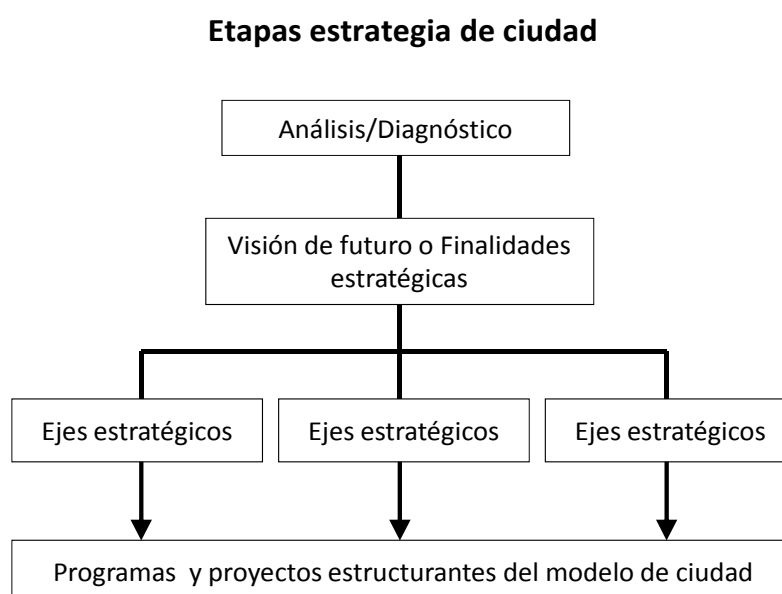 Etapas estrategia de ciudad
Análisis/Diagnóstico
Visión de futuro o Finalidades
estratégicas
Ejes estratégicos
Ejes estratégicos
Ejes estratégicos
Programas y proyectos estructurantes del modelo de ciudad